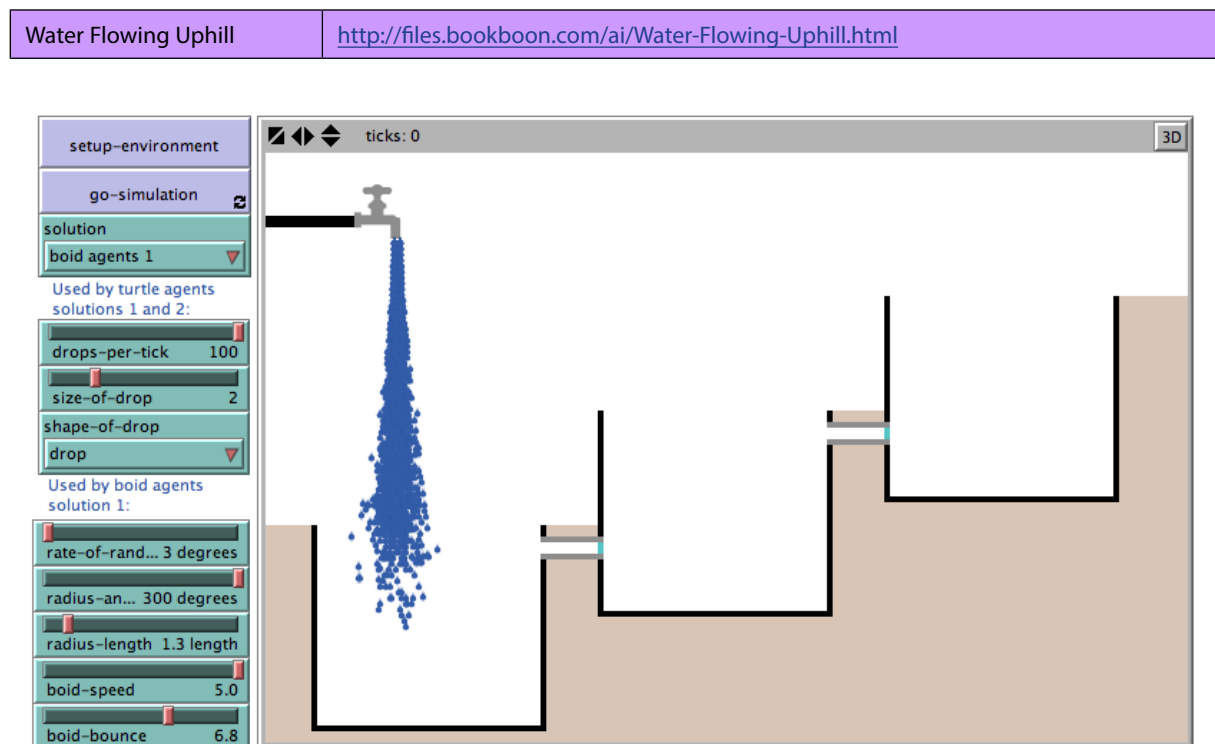 Water Flowing Uphill http://files.bookboon.com/ai/Water-Flowing-Uphill.html
setup-environment
ticks: 0
3D
go-simulation
solution
boid agents 1
Used by turtle agents
solutions 1 and 2:
drops-per-tick 100
size-of-drop 2
shape-of-drop
drop
Used by boid agents
solution 1:
rate-of-rand... 3 degrees
radius-an... 300 degrees
radius-length 1.3 length
boid-speed 5.0
boid-bounce 6.8